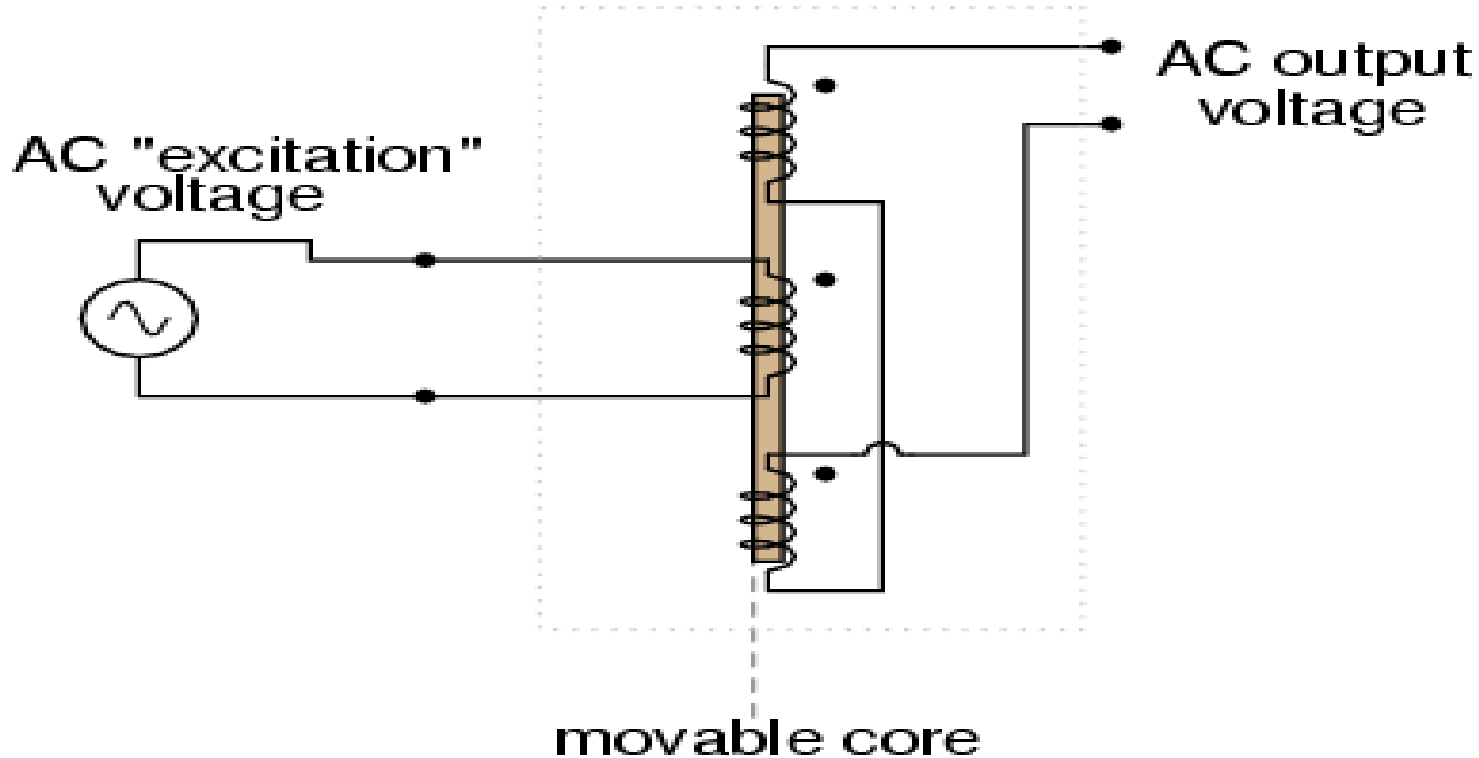 AC "excitation"
voltage
AC output
voltage
movable core